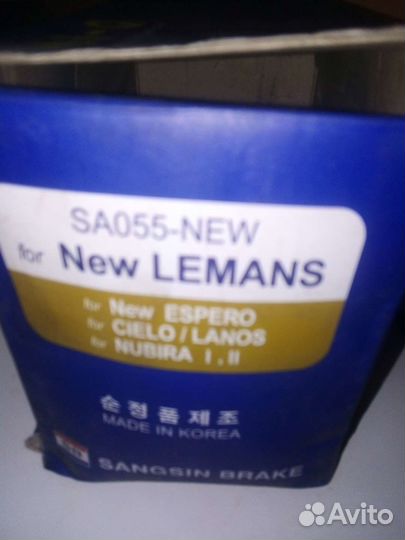 SA055-NEW
for New LEMANS
for New ESPERO
for CIELO/LANOS
for NUBIRA I,II
순정품제조
MADE IN KOREA
SANGSIN BRAKE
Avito